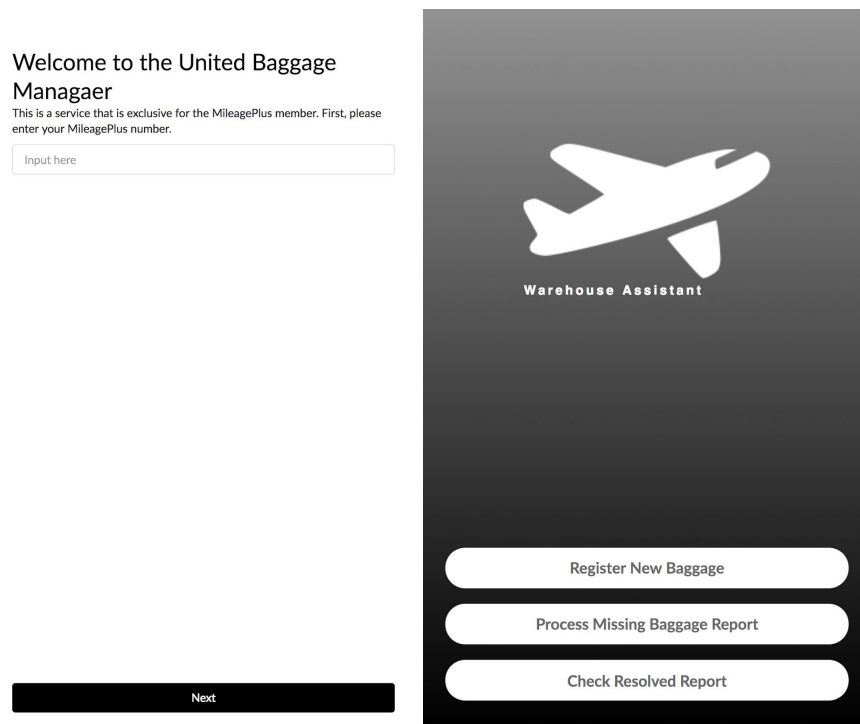 Welcome to the United Baggage
Managaer
This is a service that is exclusive for the MileagePlus member. First, please
enter your MileagePlus number.
Input here
Next
Warehouse Assistant
Register New Baggage
Process Missing Baggage Report
Check Resolved Report